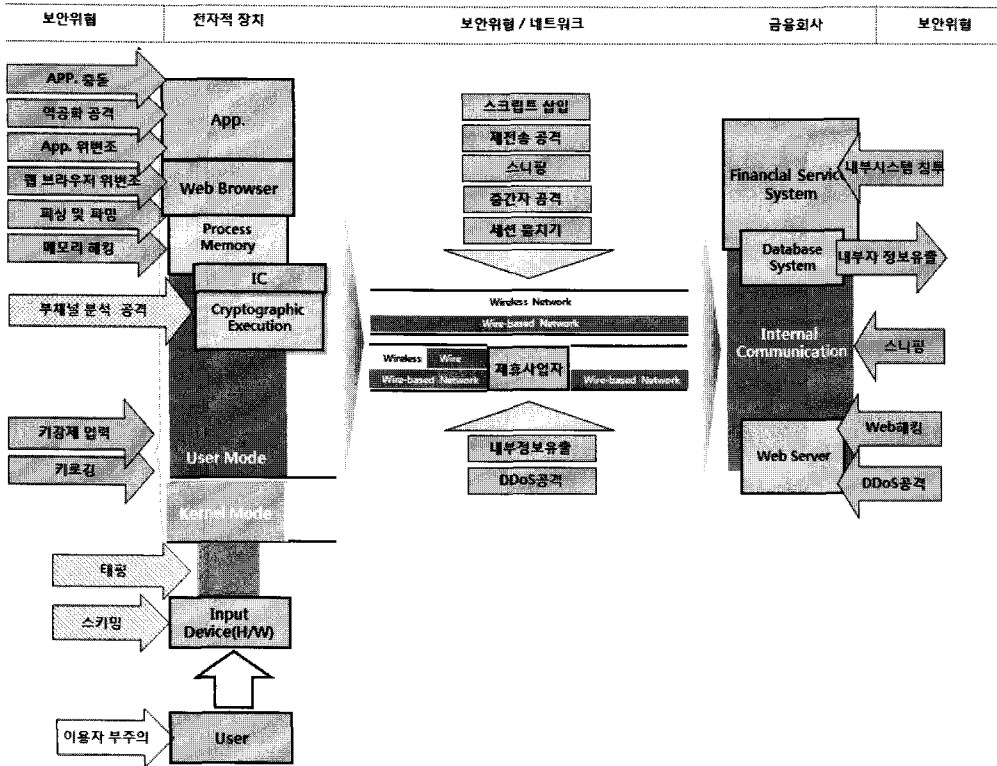 보안위협
전자적 장치
보안위협 / 네트워크
금융회사
보안위협
APP. 충돌
역공학 공격
App. 위변조
웹 브라우저 위변조
피싱 및 파밍
메모리 해킹
부채널 분석 공격
키강제 입력
키로깅
태핑
스키밍
이용자 부주의
App.
Web Browser
Process
Memory
IC
Cryptographic
Execution
User Mode
Kernel Mode
Input
Device(H/W)
User
스크립트 삽입
재전송 공격
스니핑
중간자 공격
세션 훔치기
Wireless Network
Wire-based Network
Wireless
Wire
Wire-based Network
제휴사업자
Wire-based Network
내부정보유출
DDoS공격
Financial Service
System
Database
System
Internal
Communication
Web Server
내부시스템 침투
내부자 정보유출
스니핑
Web해킹
DDoS공격